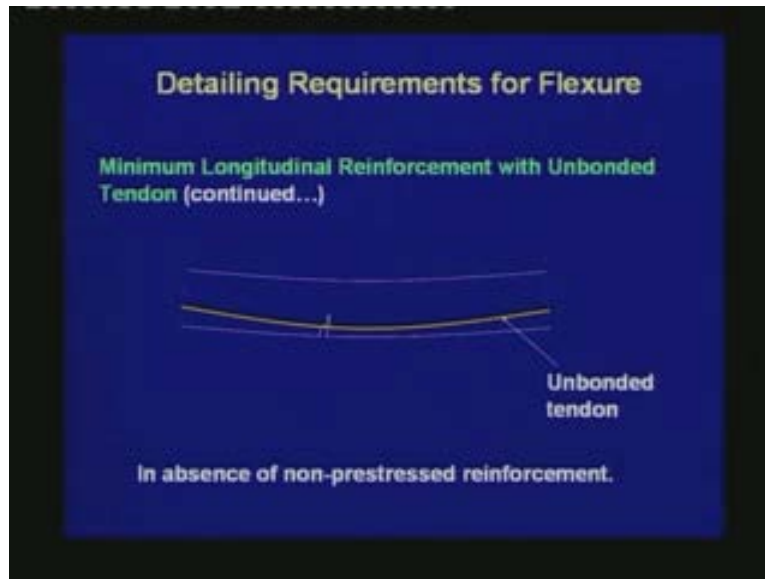 Detailing Requirements for Flexure
Minimum Longitudinal Reinforcement with Unbonded
Tendon (continued...)
Unbonded
tendon
In absence of non-prestressed reinforcement.